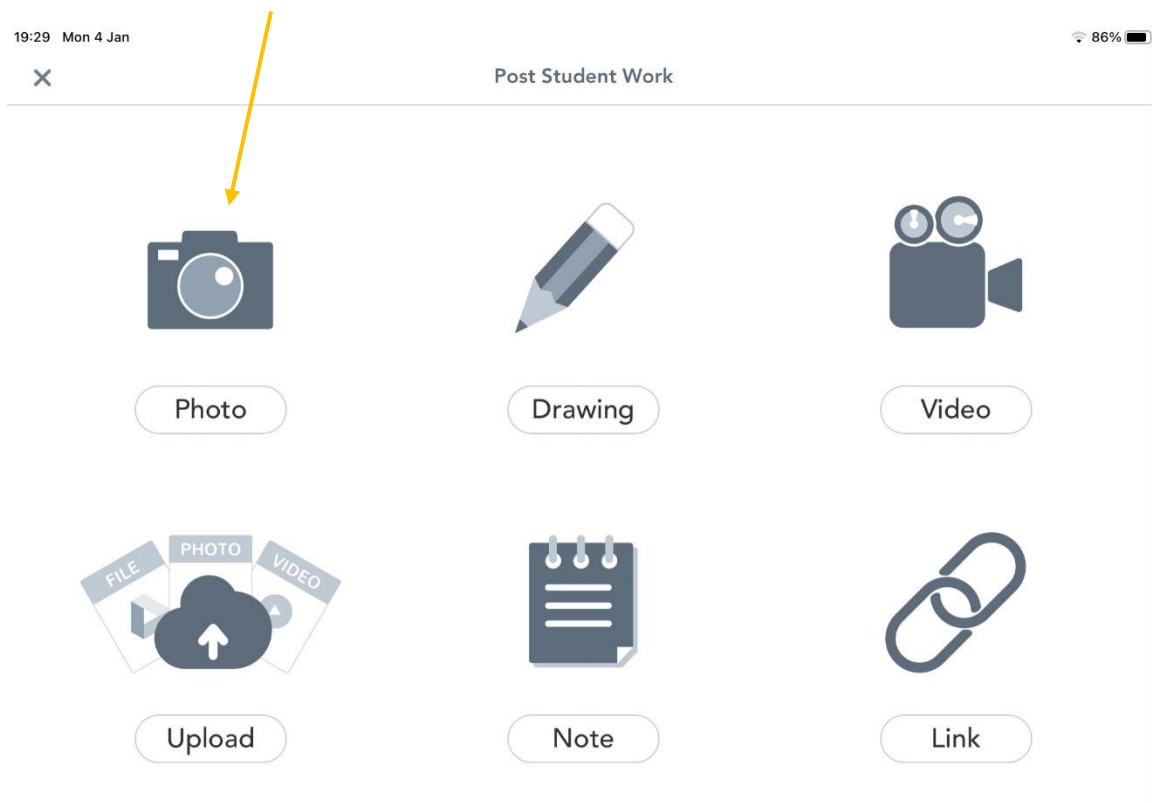 19:29 Mon 4 Jan
86%
Post Student Work
Photo
Drawing
Video
FILE
PHOTO
VIDEO
Upload
Note
Link